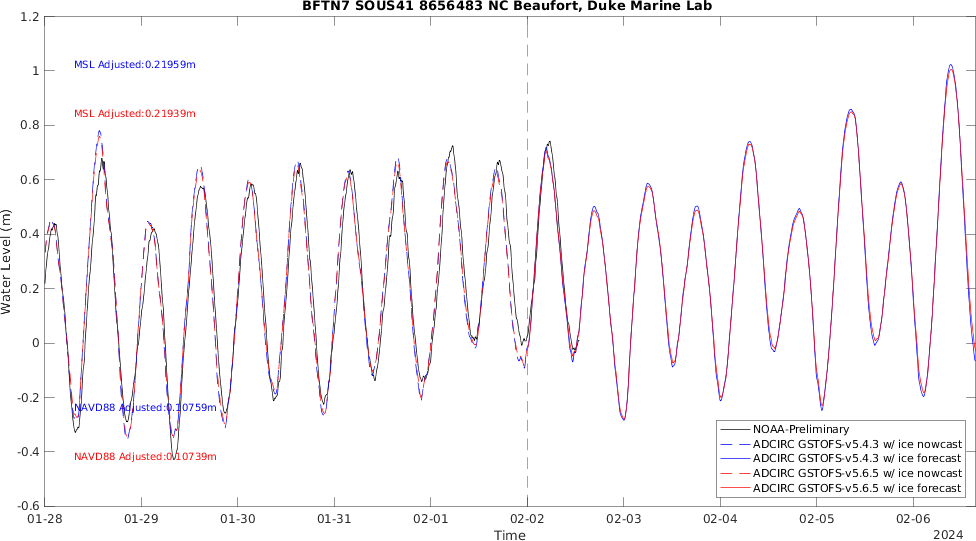 BFTN7 SOUS41 8656483 NC Beaufort, Duke Marine Lab
1.2
1
0.8
0.6
0.4
0.2
0
-0.2
-0.4
-0.6
Water Level (m)
MSL Adjusted:0.21959m
MSL Adjusted:0.21939m
NAVD88 Adjusted:0.10759m
NAVD88 Adjusted:0.10739m
NOAA-Preliminary
ADCIRC GSTOFS-v5.4.3 w/ ice nowcast
ADCIRC GSTOFS-v5.4.3 w/ ice forecast
ADCIRC GSTOFS-v5.6.5 w/ ice nowcast
ADCIRC GSTOFS-v5.6.5 w/ ice forecast
01-28 01-29 01-30 01-31 02-01 02-02 02-03 02-04 02-05 02-06
Time
2024